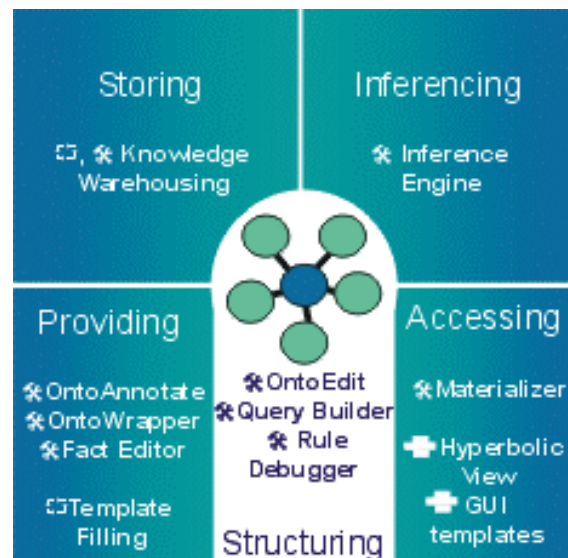 Storing
Knowledge
Warehousing
Inferencing
Inference
Engine
Providing
OntoAnnotate
OntoWrapper
Fact Editor
Template
Filling
OntoEdit
Query Builder
Rule
Debugger
Structuring
Accessing
Materializer
Hyperbolic
View
GUI
templates